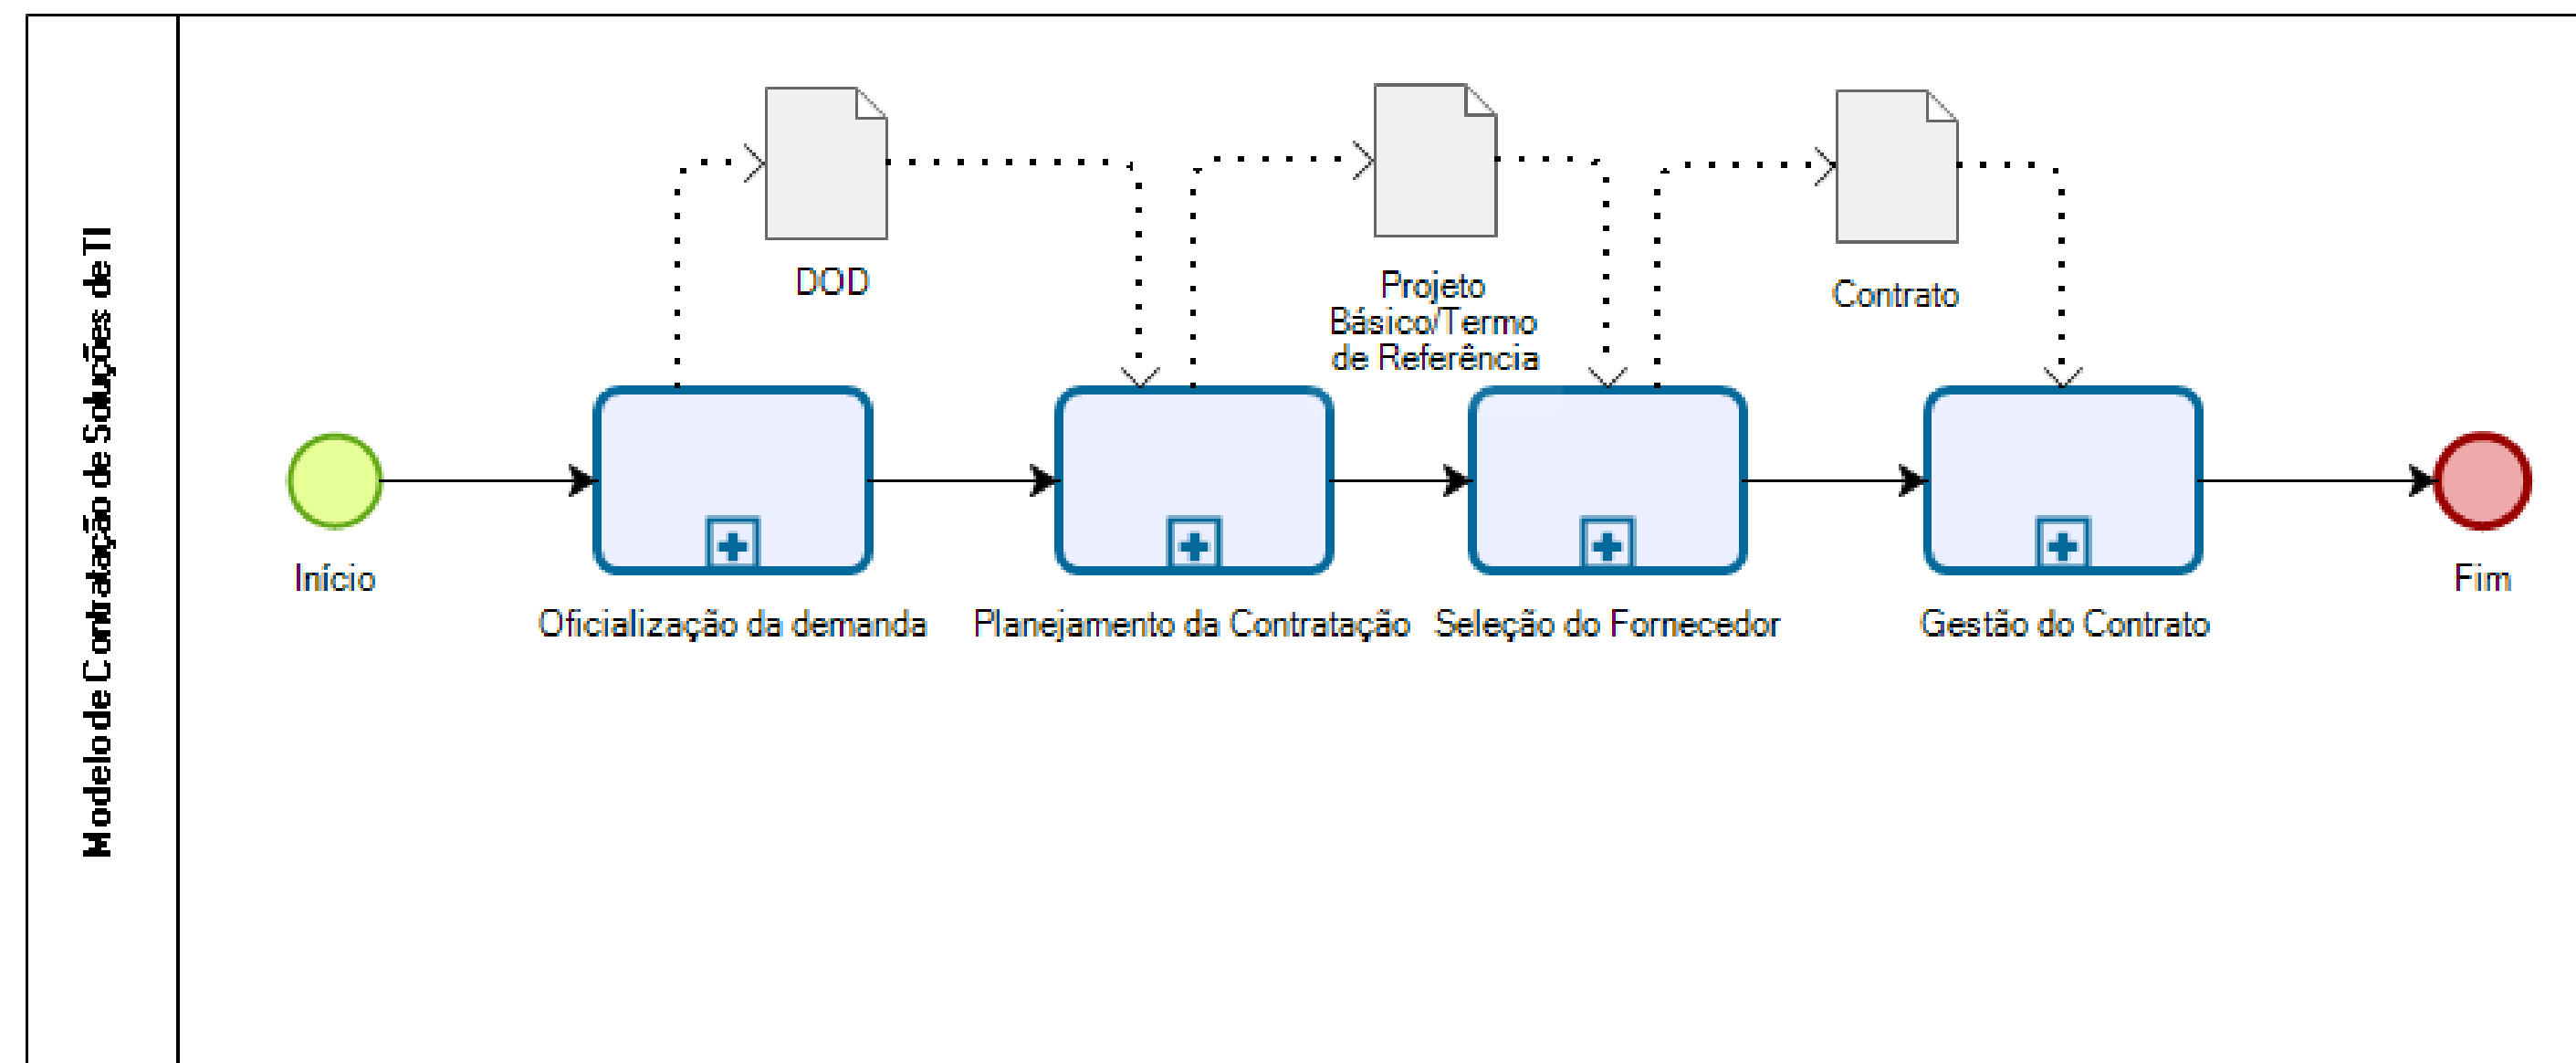 Modelo de Contratação de Soluções de TI
DOD
Projeto
Básico/Termo
de Referência
Contrato
Início
Oficialização da demanda
Planejamento da Contratação
Seleção do Fornecedor
Gestão do Contrato
Fim